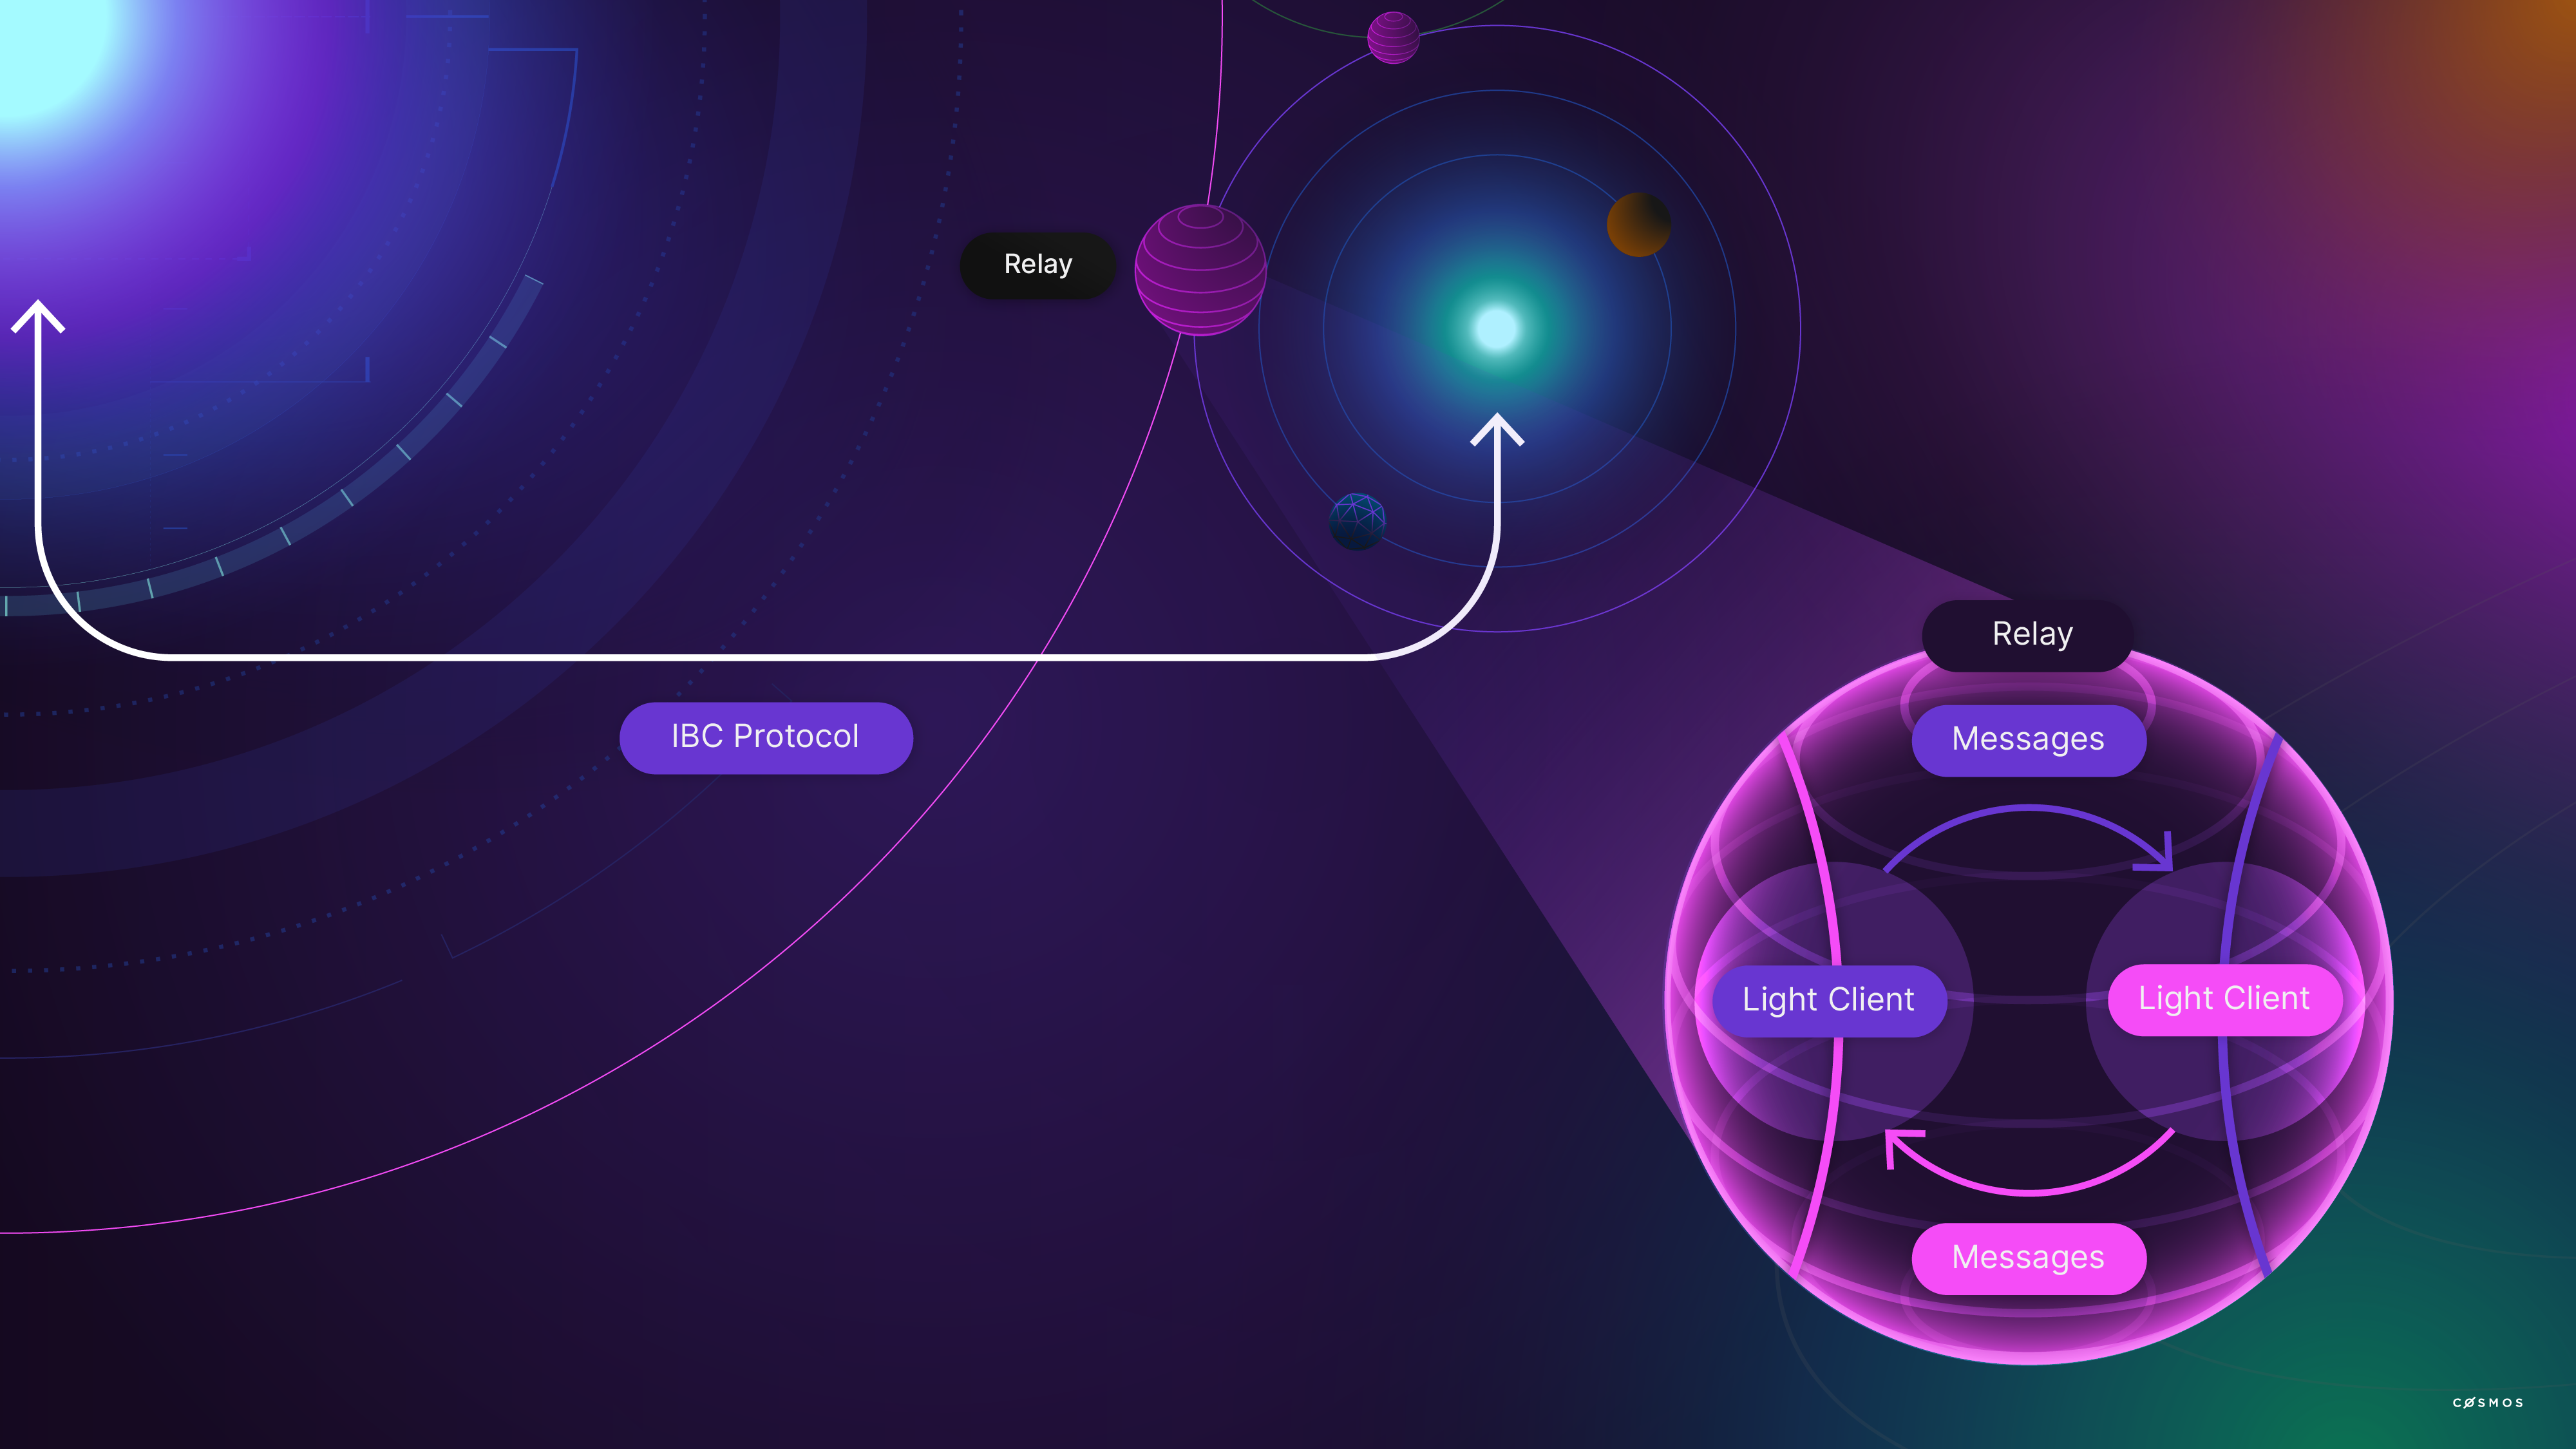 Relay
IBC Protocol
Relay
Messages
Light Client
Light Client
Messages
COSMOS